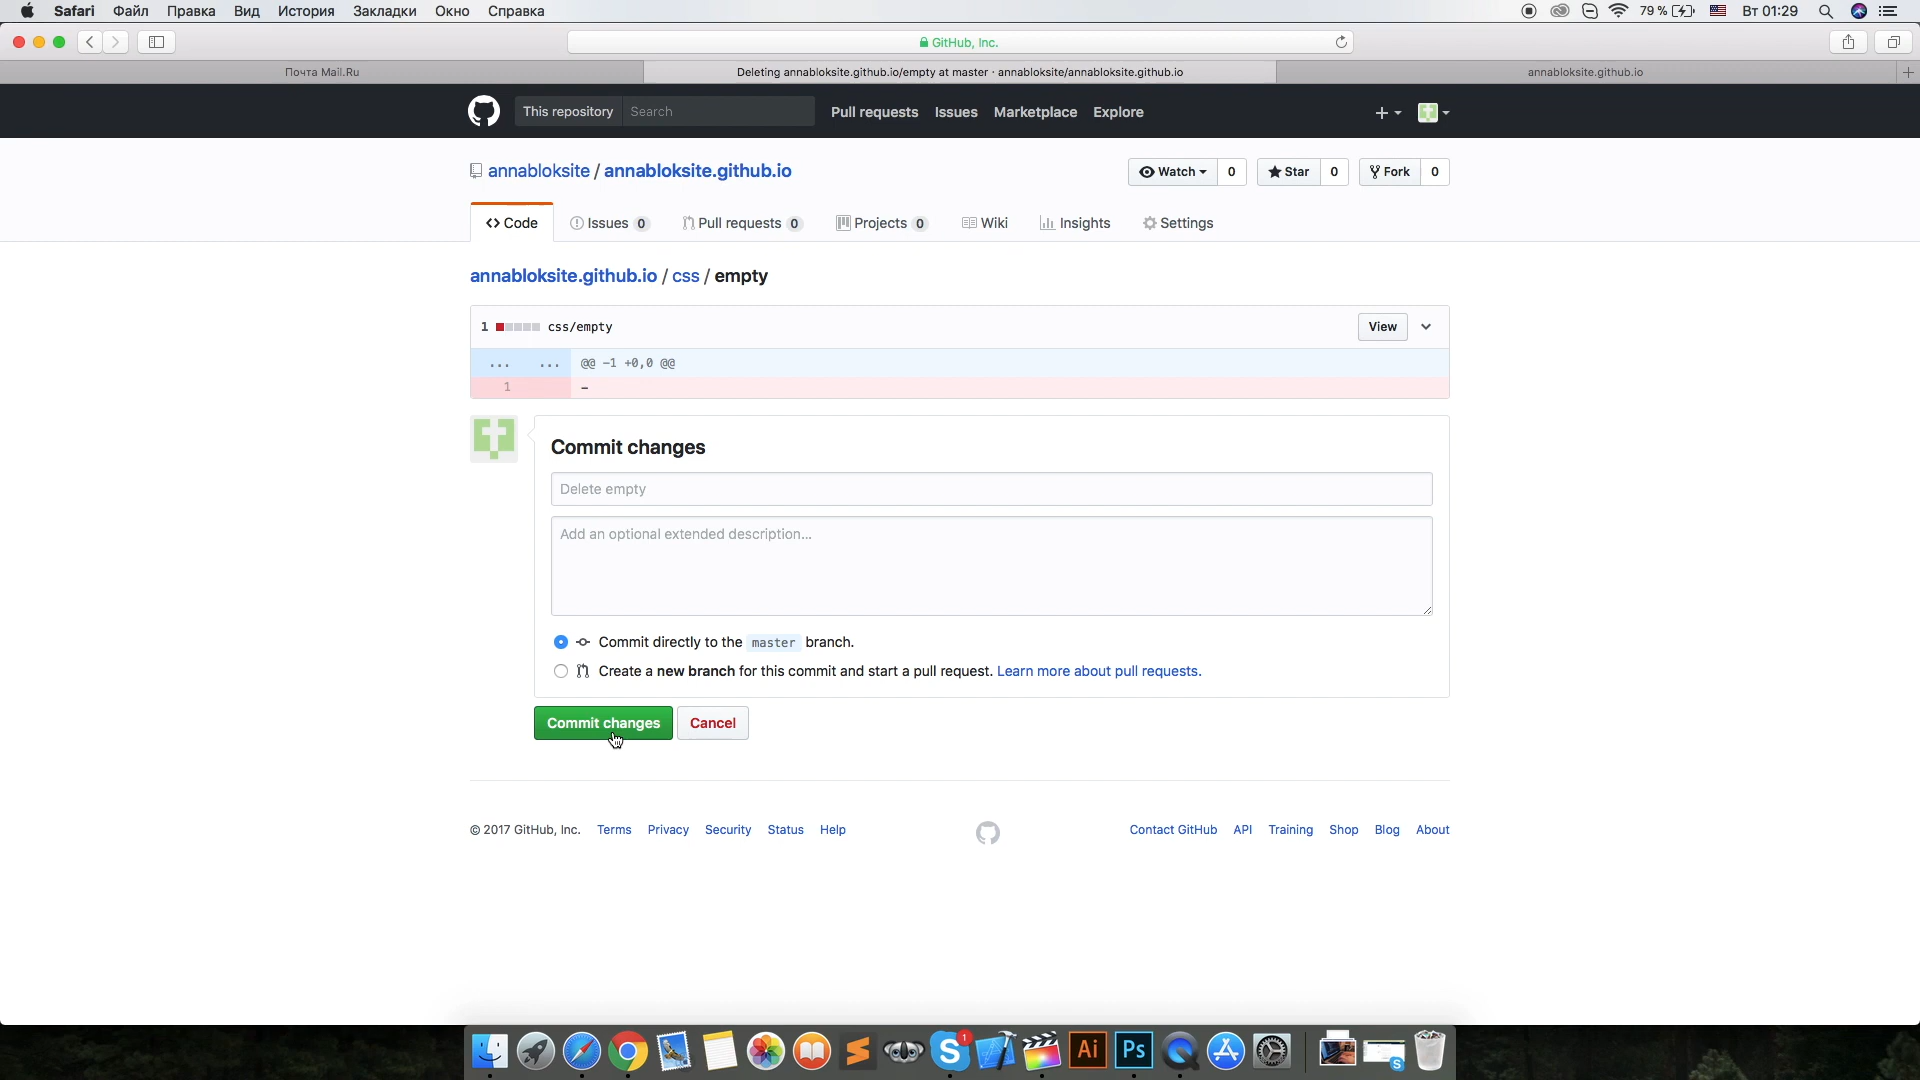 Safari Файл Правка Вид История Закладки Окно Справка 79 % Вт 01:29
GitHub, Inc.
Почта Mail.Ru
Deleting annabloksite.github.io/empty at master · annabloksite/annabloksite.github.io
annabloksite.github.io
This repository Search Pull requests Issues Marketplace Explore
annabloksite / annabloksite.github.io
Watch 0 Star 0 Fork 0
Code Issues 0 Pull requests 0 Projects 0 Wiki Insights Settings
annabloksite.github.io / css / empty
1 css/empty View
... ... @@ -1 +0,0 @@
1 -
Commit changes
Delete empty
Add an optional extended description...
Commit directly to the master branch.
Create a new branch for this commit and start a pull request. Learn more about pull requests.
Commit changes Cancel
© 2017 GitHub, Inc. Terms Privacy Security Status Help
Contact GitHub API Training Shop Blog About
S 1 Ai Ps S